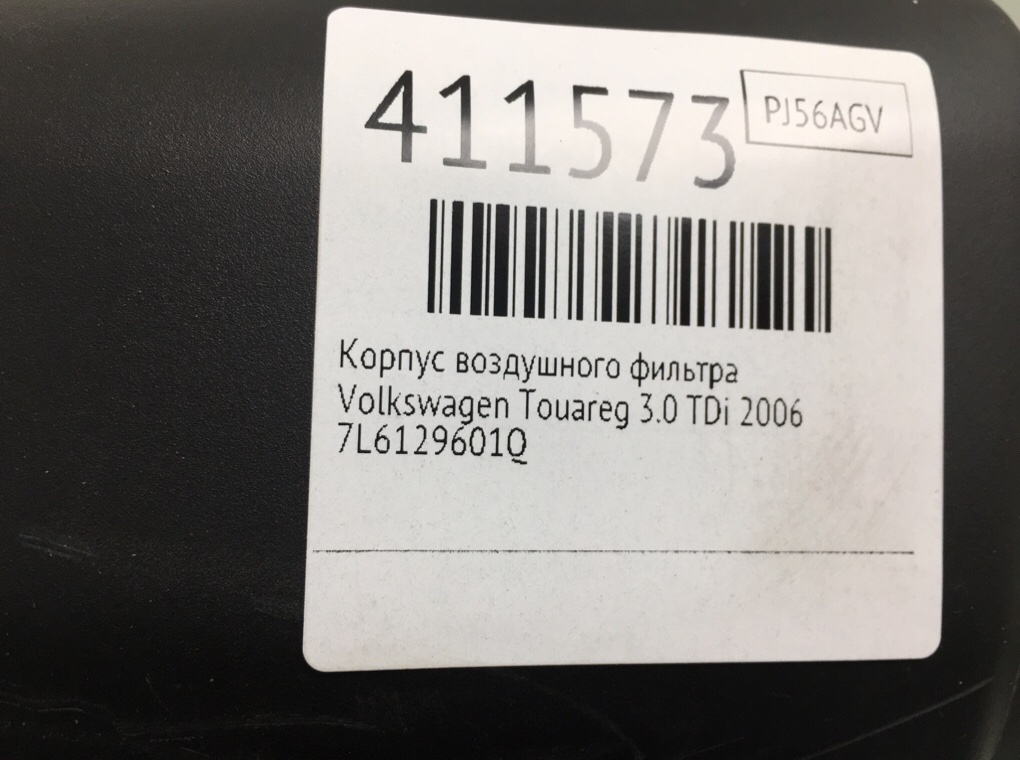 411573
PJ56AGV
Корпус воздушного фильтра
Volkswagen Touareg 3.0 TDi 2006
7L6129601Q